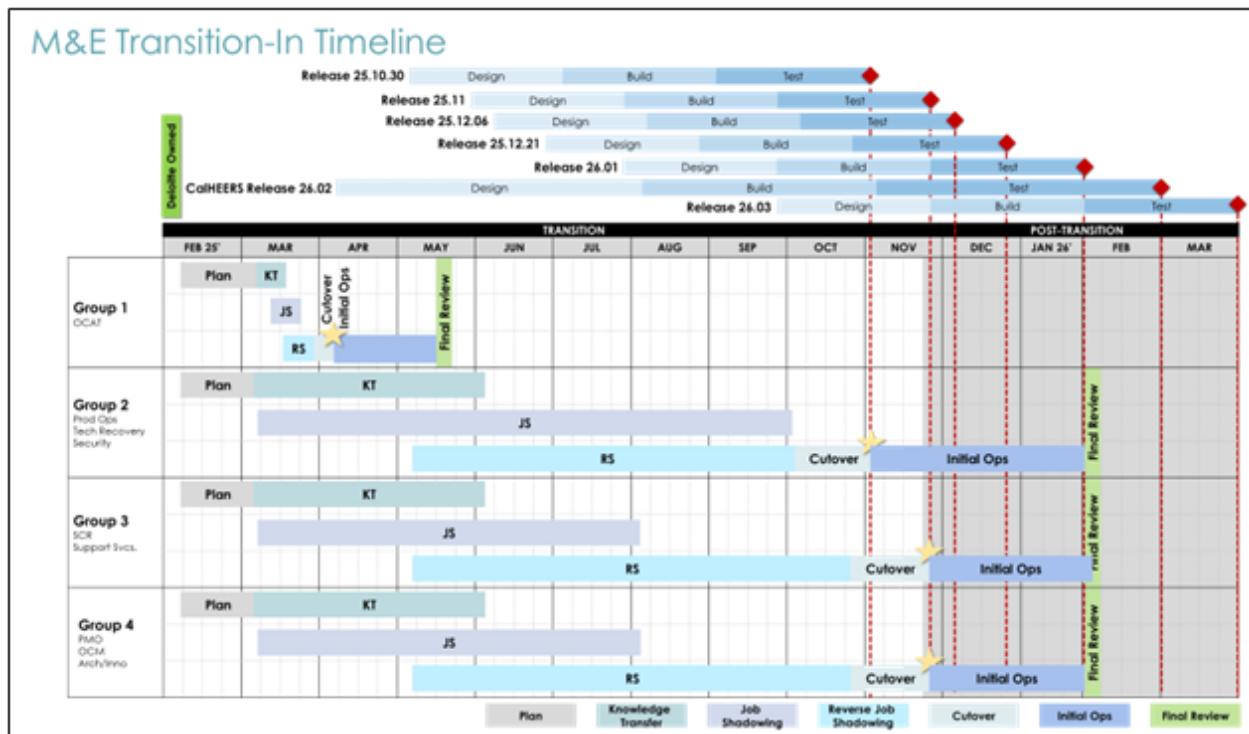 M&E Transition-In Timeline
Release 25.10.30 Design Build Test
Release 25.11 Design Build Test
Release 25.12.06 Design Build Test
Release 25.12.21 Design Build Test
Release 26.01 Design Build Test
CalHEERS Release 26.02 Design Build Test
Release 26.03 Design Build Test
Deloitte Owned
TRANSITION POST-TRANSITION
FEB 25' MAR APR MAY JUN JUL AUG SEP OCT NOV DEC JAN 26' FEB MAR
Group 1
OCAT
Plan KT
JS
RS
Cutover
Initial Ops
Final Review
Group 2
Prod Ops
Tech Recovery
Security
Plan KT
JS
RS Cutover Initial Ops
Final Review
Group 3
SCR
Support Svcs.
Plan KT
JS
RS Cutover Initial Ops
Final Review
Group 4
PMO
OCM
Arch/Inno
Plan KT
JS
RS Cutover Initial Ops
Final Review
Plan
Knowledge Transfer
Job Shadowing
Reverse Job Shadowing
Cutover
Initial Ops
Final Review